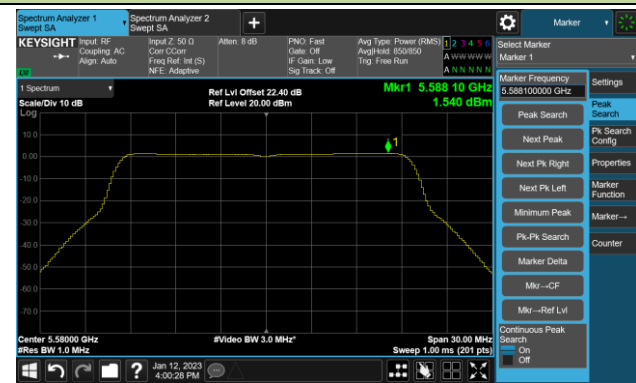 Spectrum Analyzer 1
Swept SA
Spectrum Analyzer 2
Swept SA
+
Marker
KEYSIGHT
Input: RF
Coupling: AC
Align: Auto
Input Z: 50 Ω
Corr CCorr
Freq Ref: Int (S)
NFE: Adaptive
Atten: 8 dB
PNO: Fast
Gate: Off
IF Gain: Low
Sig Track: Off
Avg Type: Power (RMS)
Avg|Hold: 850/850
Trig: Free Run
1 2 3 4 5 6
A W W W W W
A N N N N N
Select Marker
Marker 1
1 Spectrum
Scale/Div 10 dB
Log
Ref Lvl Offset 22.40 dB
Ref Level 20.00 dBm
Mkr1 5.588 10 GHz
1.540 dBm
Marker Frequency
5.588100000 GHz
Peak Search
Next Peak
Next Pk Right
Next Pk Left
Minimum Peak
Pk-Pk Search
Marker Delta
Mkr→CF
Mkr→Ref Lvl
Continuous Peak
Search
On
Off
Settings
Peak
Search
Pk Search
Config
Properties
Marker
Function
Marker→
Counter
10.0
0.00
-10.0
-20.0
-30.0
-40.0
-50.0
-60.0
-70.0
1
Center 5.58000 GHz
#Res BW 1.0 MHz
#Video BW 3.0 MHz*
Span 30.00 MHz
Sweep 1.00 ms (201 pts)
?
Jan 12, 2023
4:00:28 PM